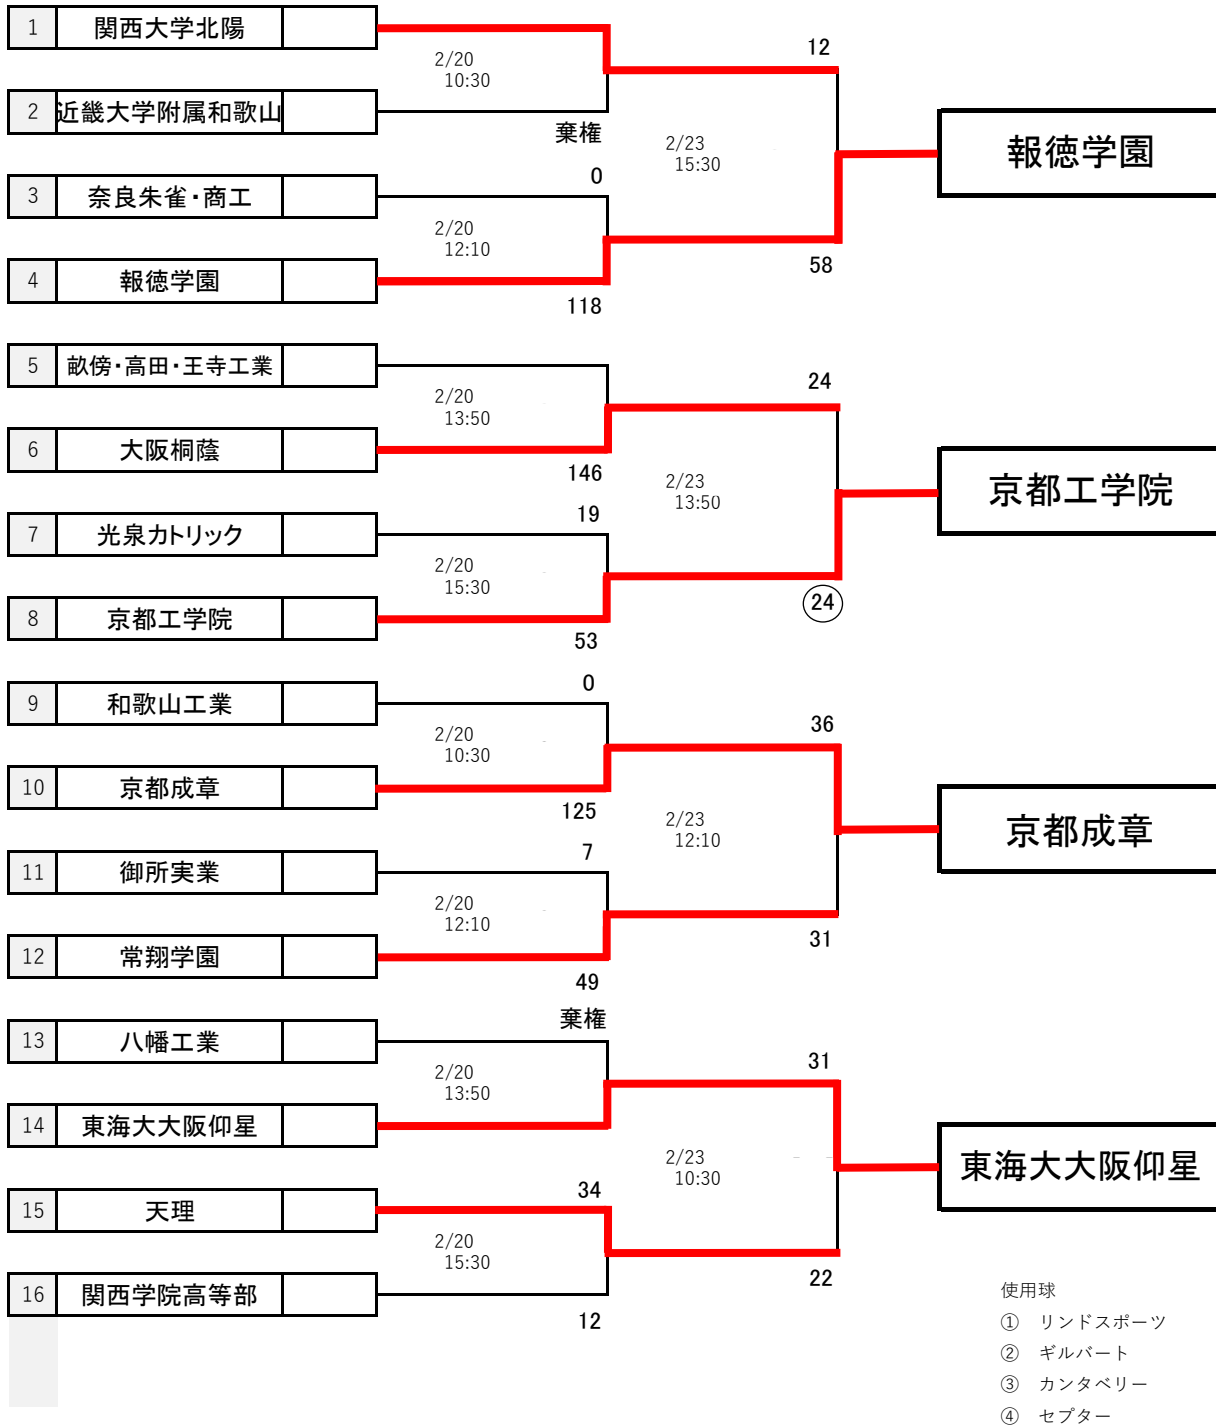 1 関西大学北陽
2/20
10:30
2 近畿大学附属和歌山
棄権
12
2/23
15:30
報徳学園
0
3 奈良朱雀・商工
2/20
12:10
4 報徳学園
118
58
5 畝傍・高田・王寺工業
2/20
13:50
6 大阪桐蔭
146
24
2/23
13:50
京都工学院
19
7 光泉カトリック
2/20
15:30
8 京都工学院
53
24
0
9 和歌山工業
2/20
10:30
10 京都成章
125
36
2/23
12:10
京都成章
7
11 御所実業
2/20
12:10
12 常翔学園
49
31
棄権
13 八幡工業
2/20
13:50
14 東海大大阪仰星
31
2/23
10:30
東海大大阪仰星
34
15 天理
2/20
15:30
16 関西学院高等部
12
22
使用球
① リンドスポーツ
② ギルバート
③ カンタベリー
④ セプター